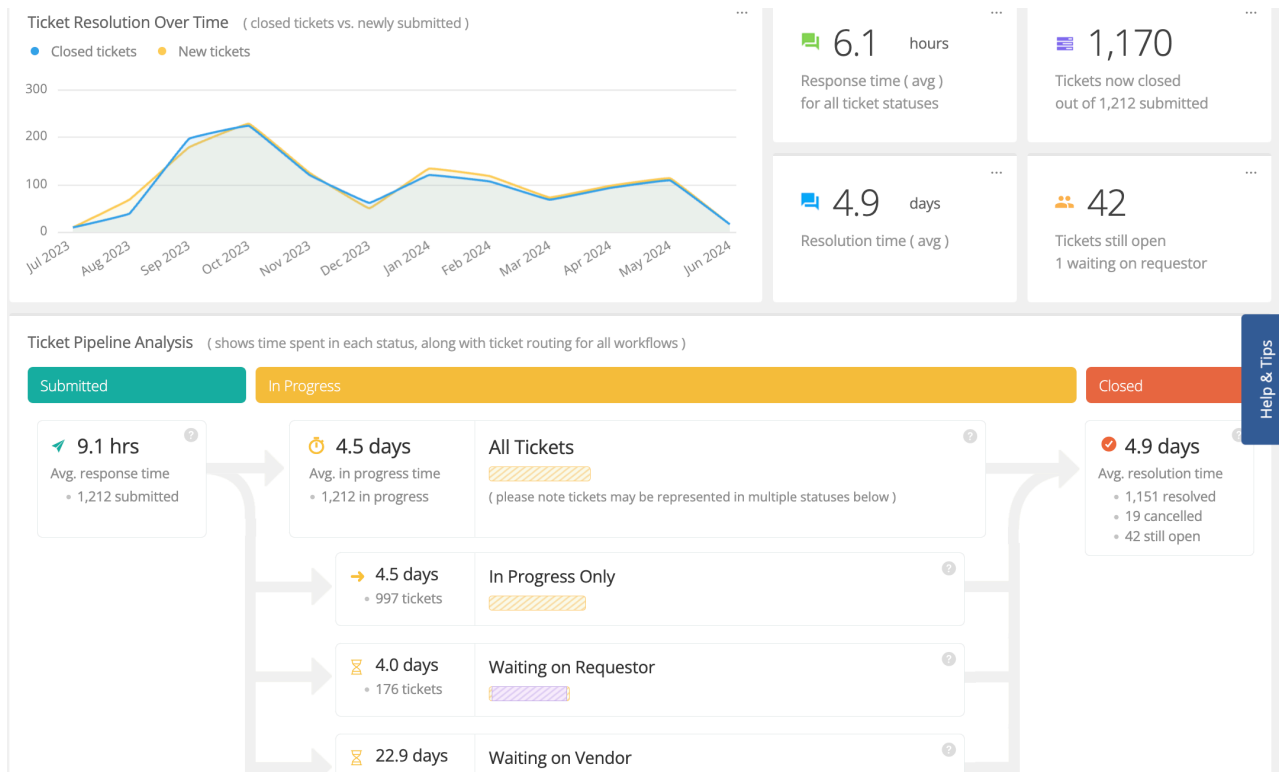 Ticket Resolution Over Time ( closed tickets vs. newly submitted )
Closed tickets New tickets
300
200
100
0
Jul 2023 Aug 2023 Sep 2023 Oct 2023 Nov 2023 Dec 2023 Jan 2024 Feb 2024 Mar 2024 Apr 2024 May 2024 Jun 2024
...
6.1 hours
Response time ( avg )
for all ticket statuses
...
1,170
Tickets now closed
out of 1,212 submitted
...
4.9 days
Resolution time ( avg )
...
42
Tickets still open
1 waiting on requestor
...
Help & Tips
Ticket Pipeline Analysis ( shows time spent in each status, along with ticket routing for all workflows )
Submitted
In Progress
Closed
9.1 hrs ?
Avg. response time
• 1,212 submitted
4.5 days
Avg. in progress time
• 1,212 in progress
All Tickets ?
( please note tickets may be represented in multiple statuses below )
4.9 days ?
Avg. resolution time
• 1,151 resolved
• 19 cancelled
• 42 still open
4.5 days
• 997 tickets
In Progress Only ?
4.0 days
• 176 tickets
Waiting on Requestor ?
22.9 days
Waiting on Vendor ?